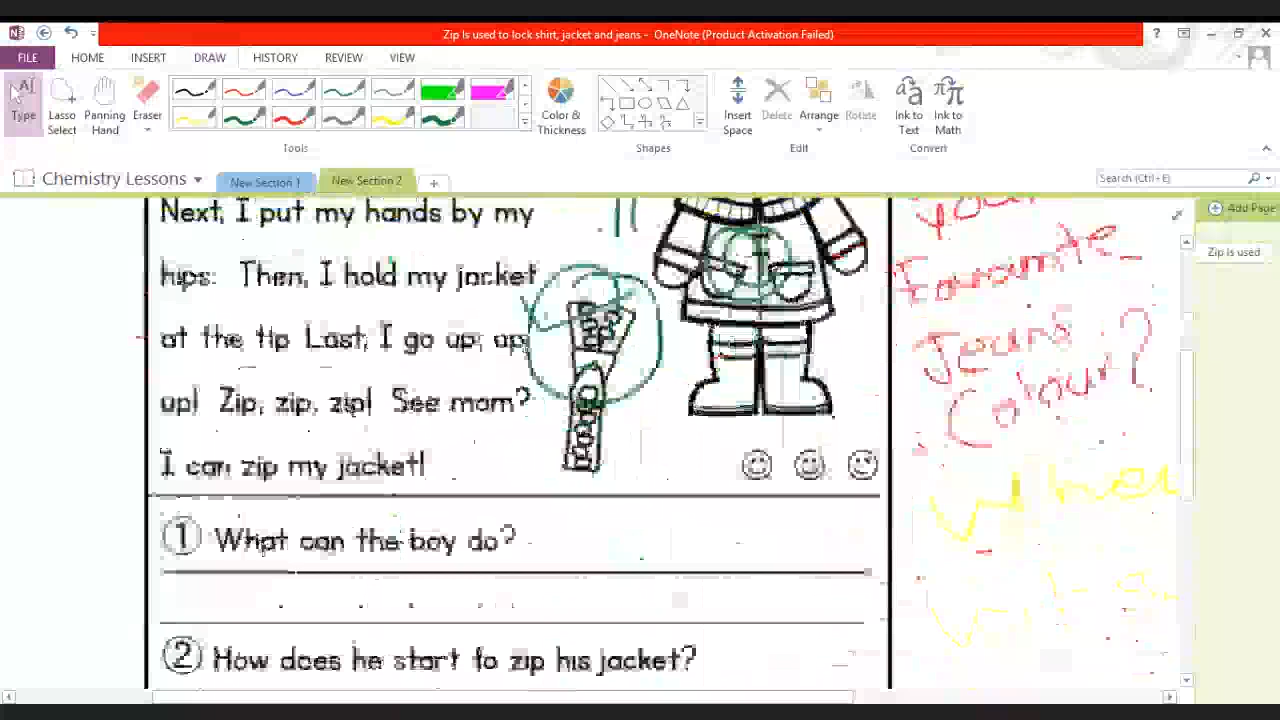 Zip is used to lock shirt, jacket and jeans - OneNote (Product Activation Failed)
FILE HOME INSERT DRAW HISTORY REVIEW VIEW
Type Lasso Select Panning Hand Eraser Color & Thickness Insert Space Delete Arrange Rotate Ink to Text Ink to Math
Tools Shapes Edit Convert
Chemistry Lessons New Section 1 New Section 2 Search (Ctrl+E)
Add Page
Zip is used
Next, I put my hands by my
hips. Then, I hold my jacket
at the tip Last, I go up, up,
up! Zip, zip, zip! See mom?
I can zip my jacket!
1 What can the boy do?
2 How does he start to zip his jacket?
Your
Jeans
Colour?